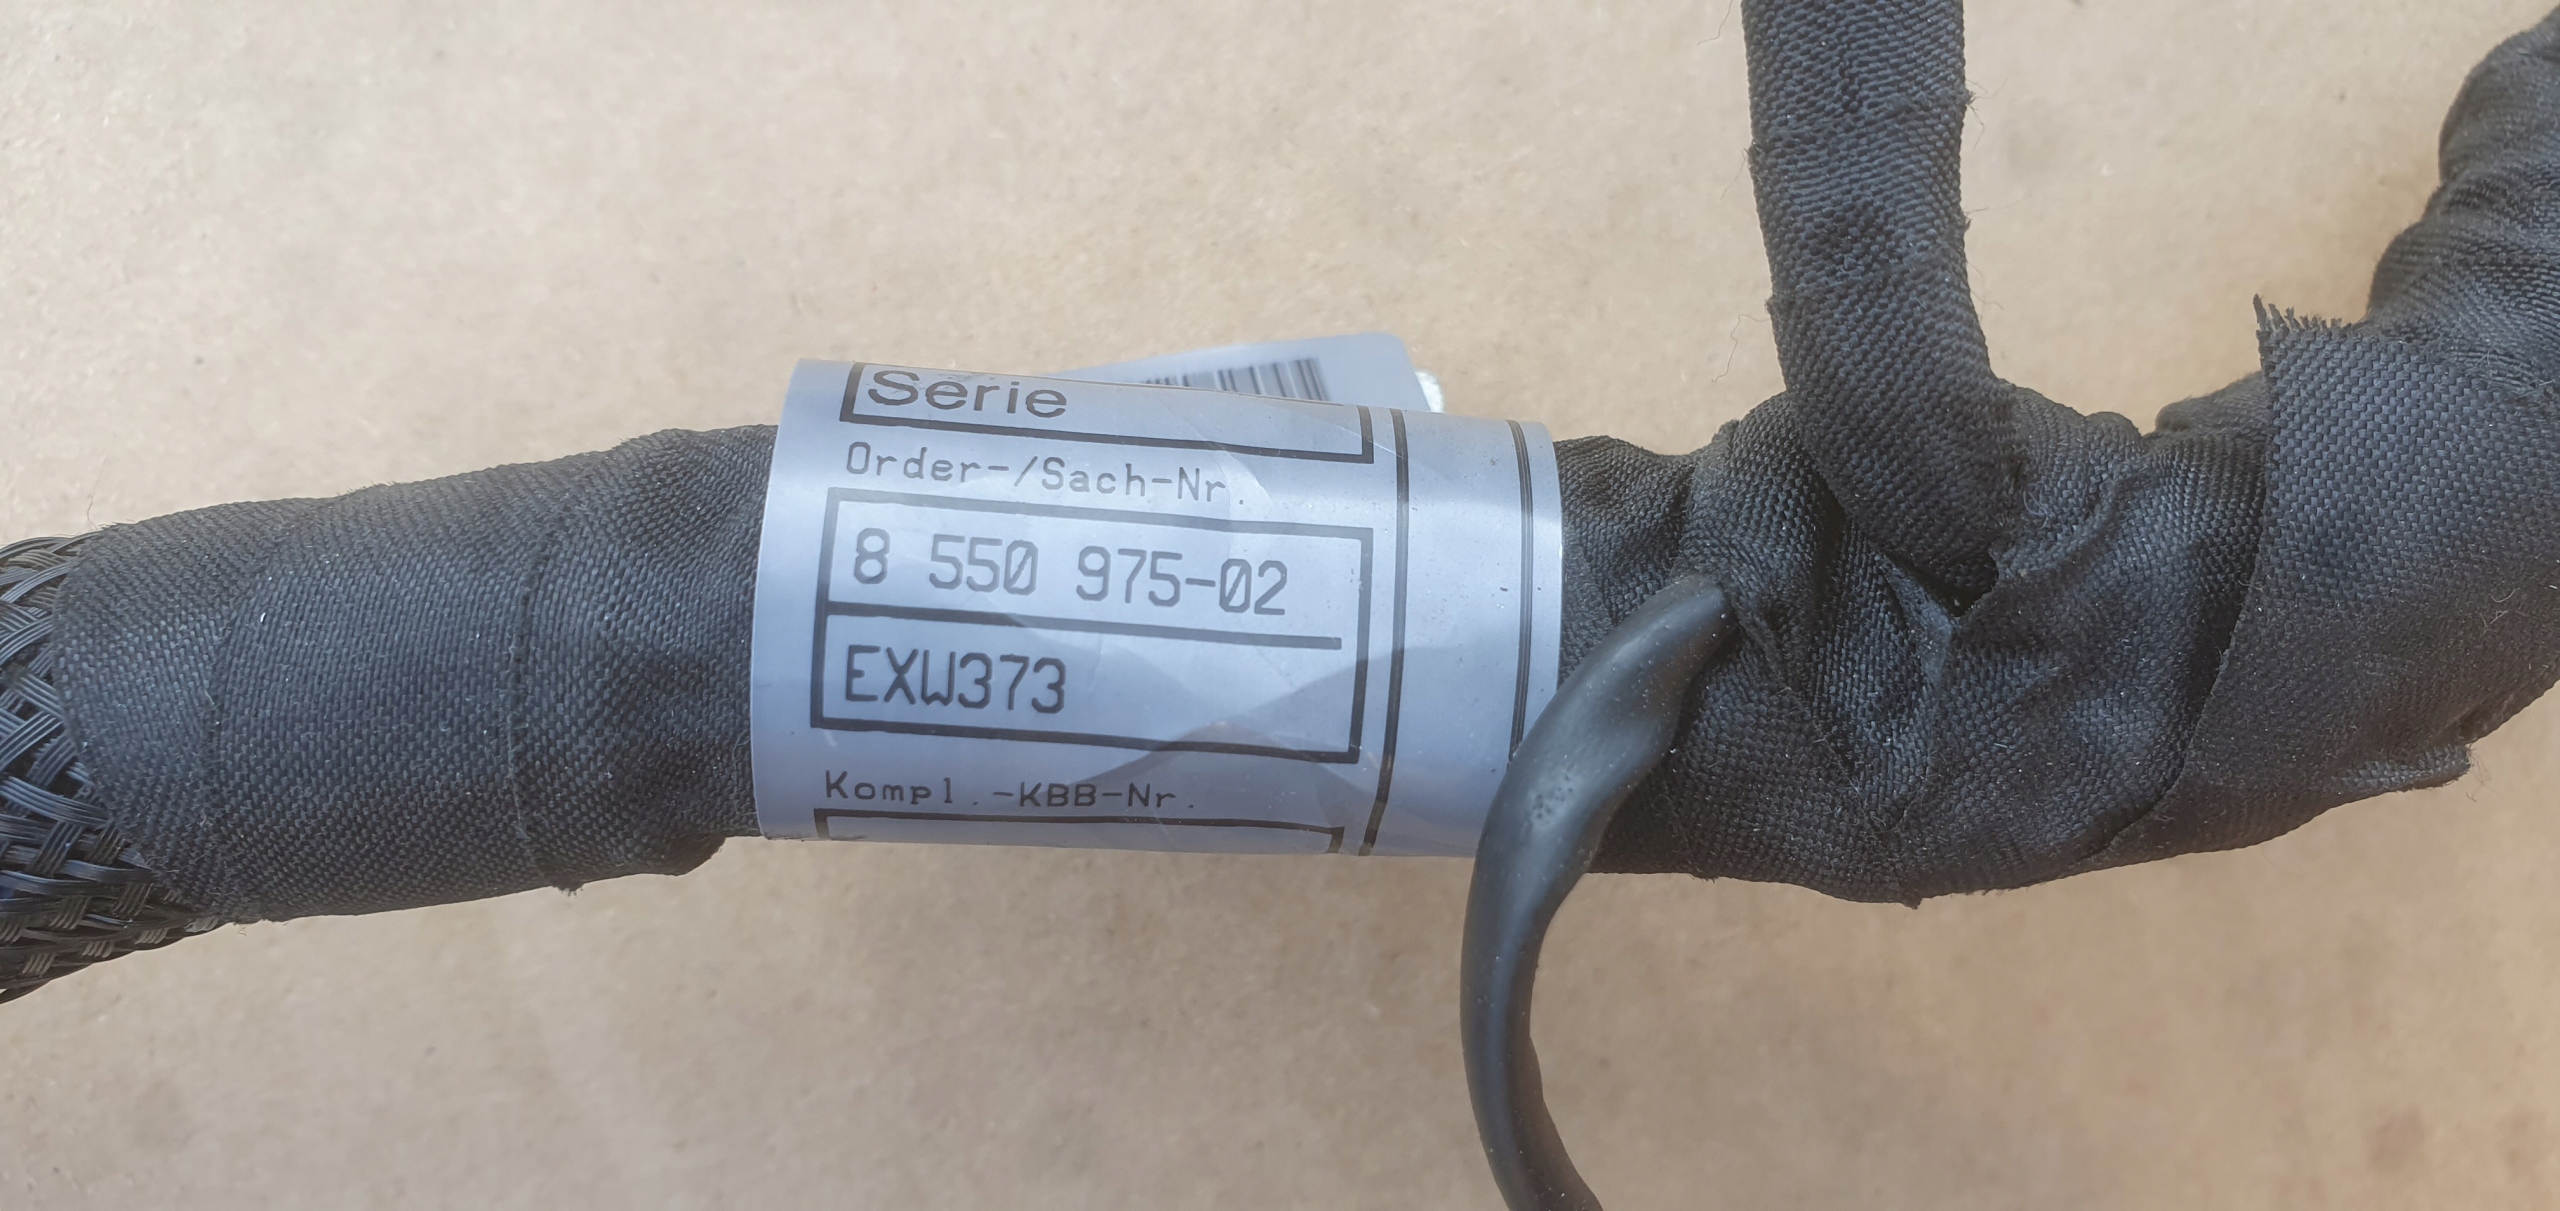 Serie
Order-/Sach-Nr.
8 550 975-02
EXW373
Kompl.-KBB-Nr.